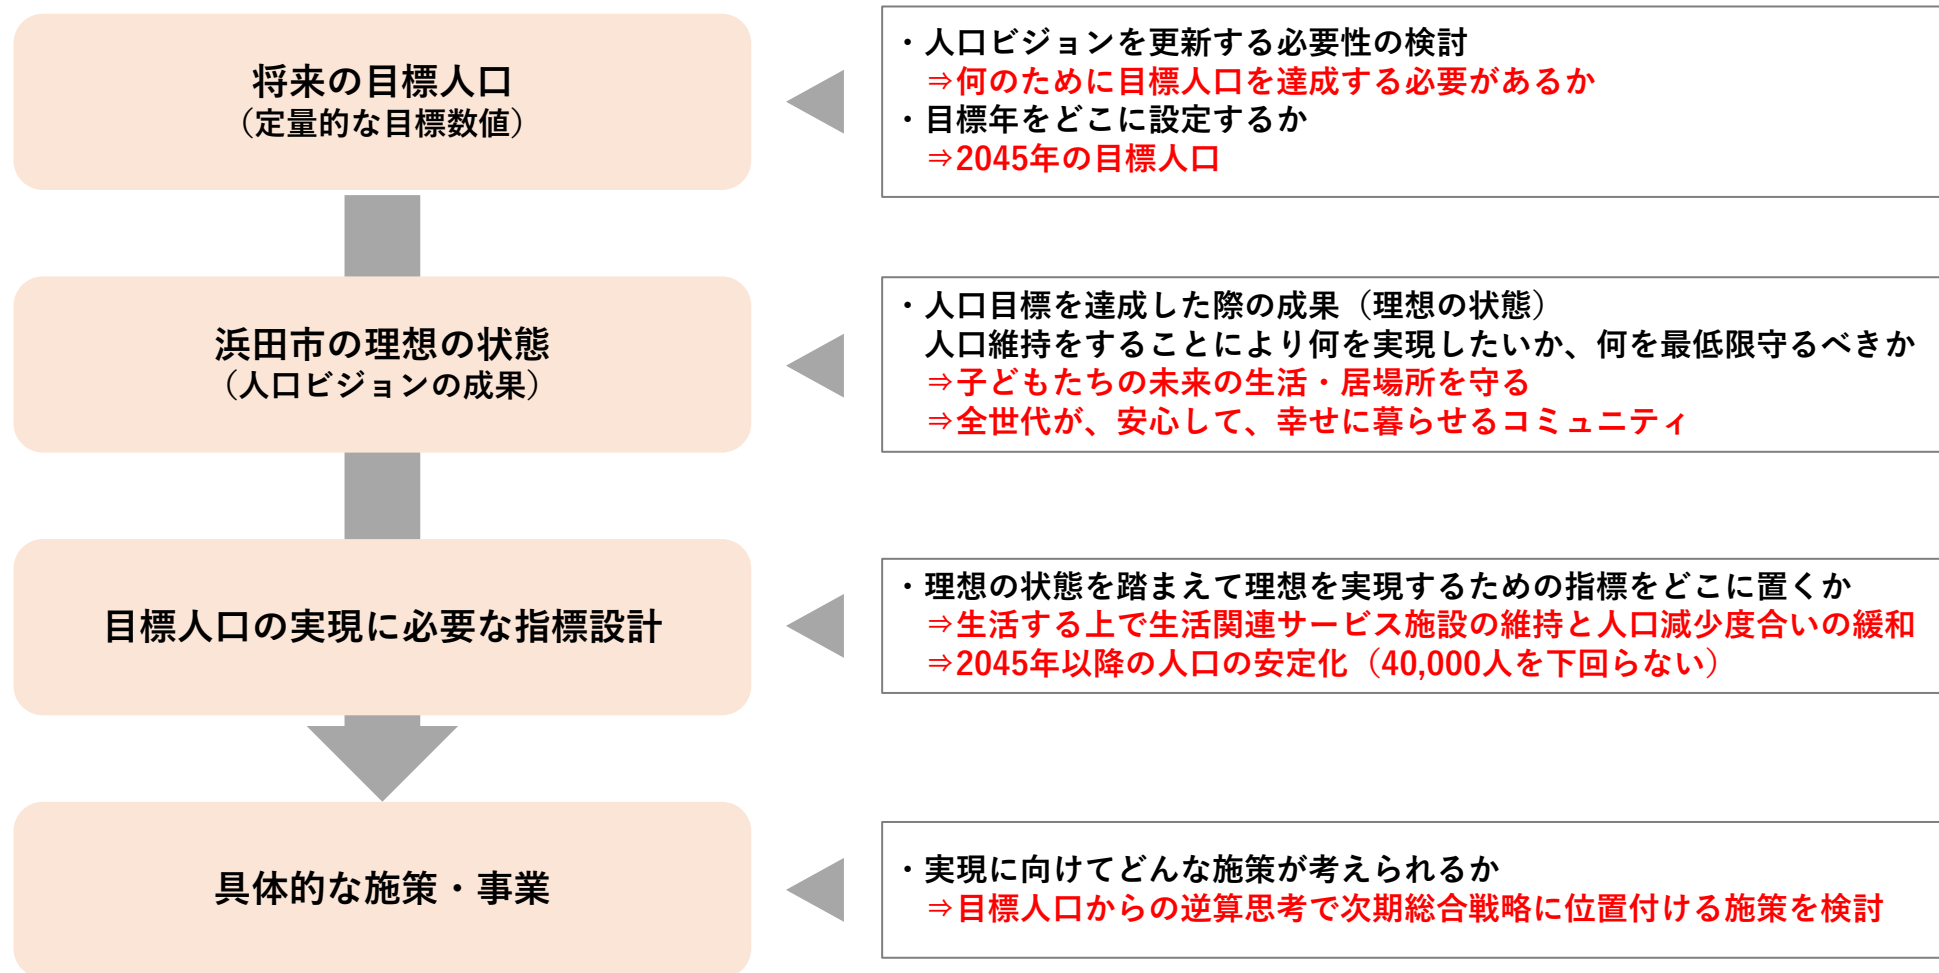 将来の目標人口
（定量的な目標数値）
・人口ビジョンを更新する必要性の検討
⇒何のために目標人口を達成する必要があるか
・目標年をどこに設定するか
⇒2045年の目標人口
浜田市の理想の状態
（人口ビジョンの成果）
・人口目標を達成した際の成果（理想の状態）
人口維持をすることにより何を実現したいか、何を最低限守るべきか
⇒子どもたちの未来の生活・居場所を守る
⇒全世代が、安心して、幸せに暮らせるコミュニティ
目標人口の実現に必要な指標設計
・理想の状態を踏まえて理想を実現するための指標をどこに置くか
⇒生活する上で生活関連サービス施設の維持と人口減少度合いの緩和
⇒2045年以降の人口の安定化（40,000人を下回らない）
具体的な施策・事業
・実現に向けてどんな施策が考えられるか
⇒目標人口からの逆算思考で次期総合戦略に位置付ける施策を検討